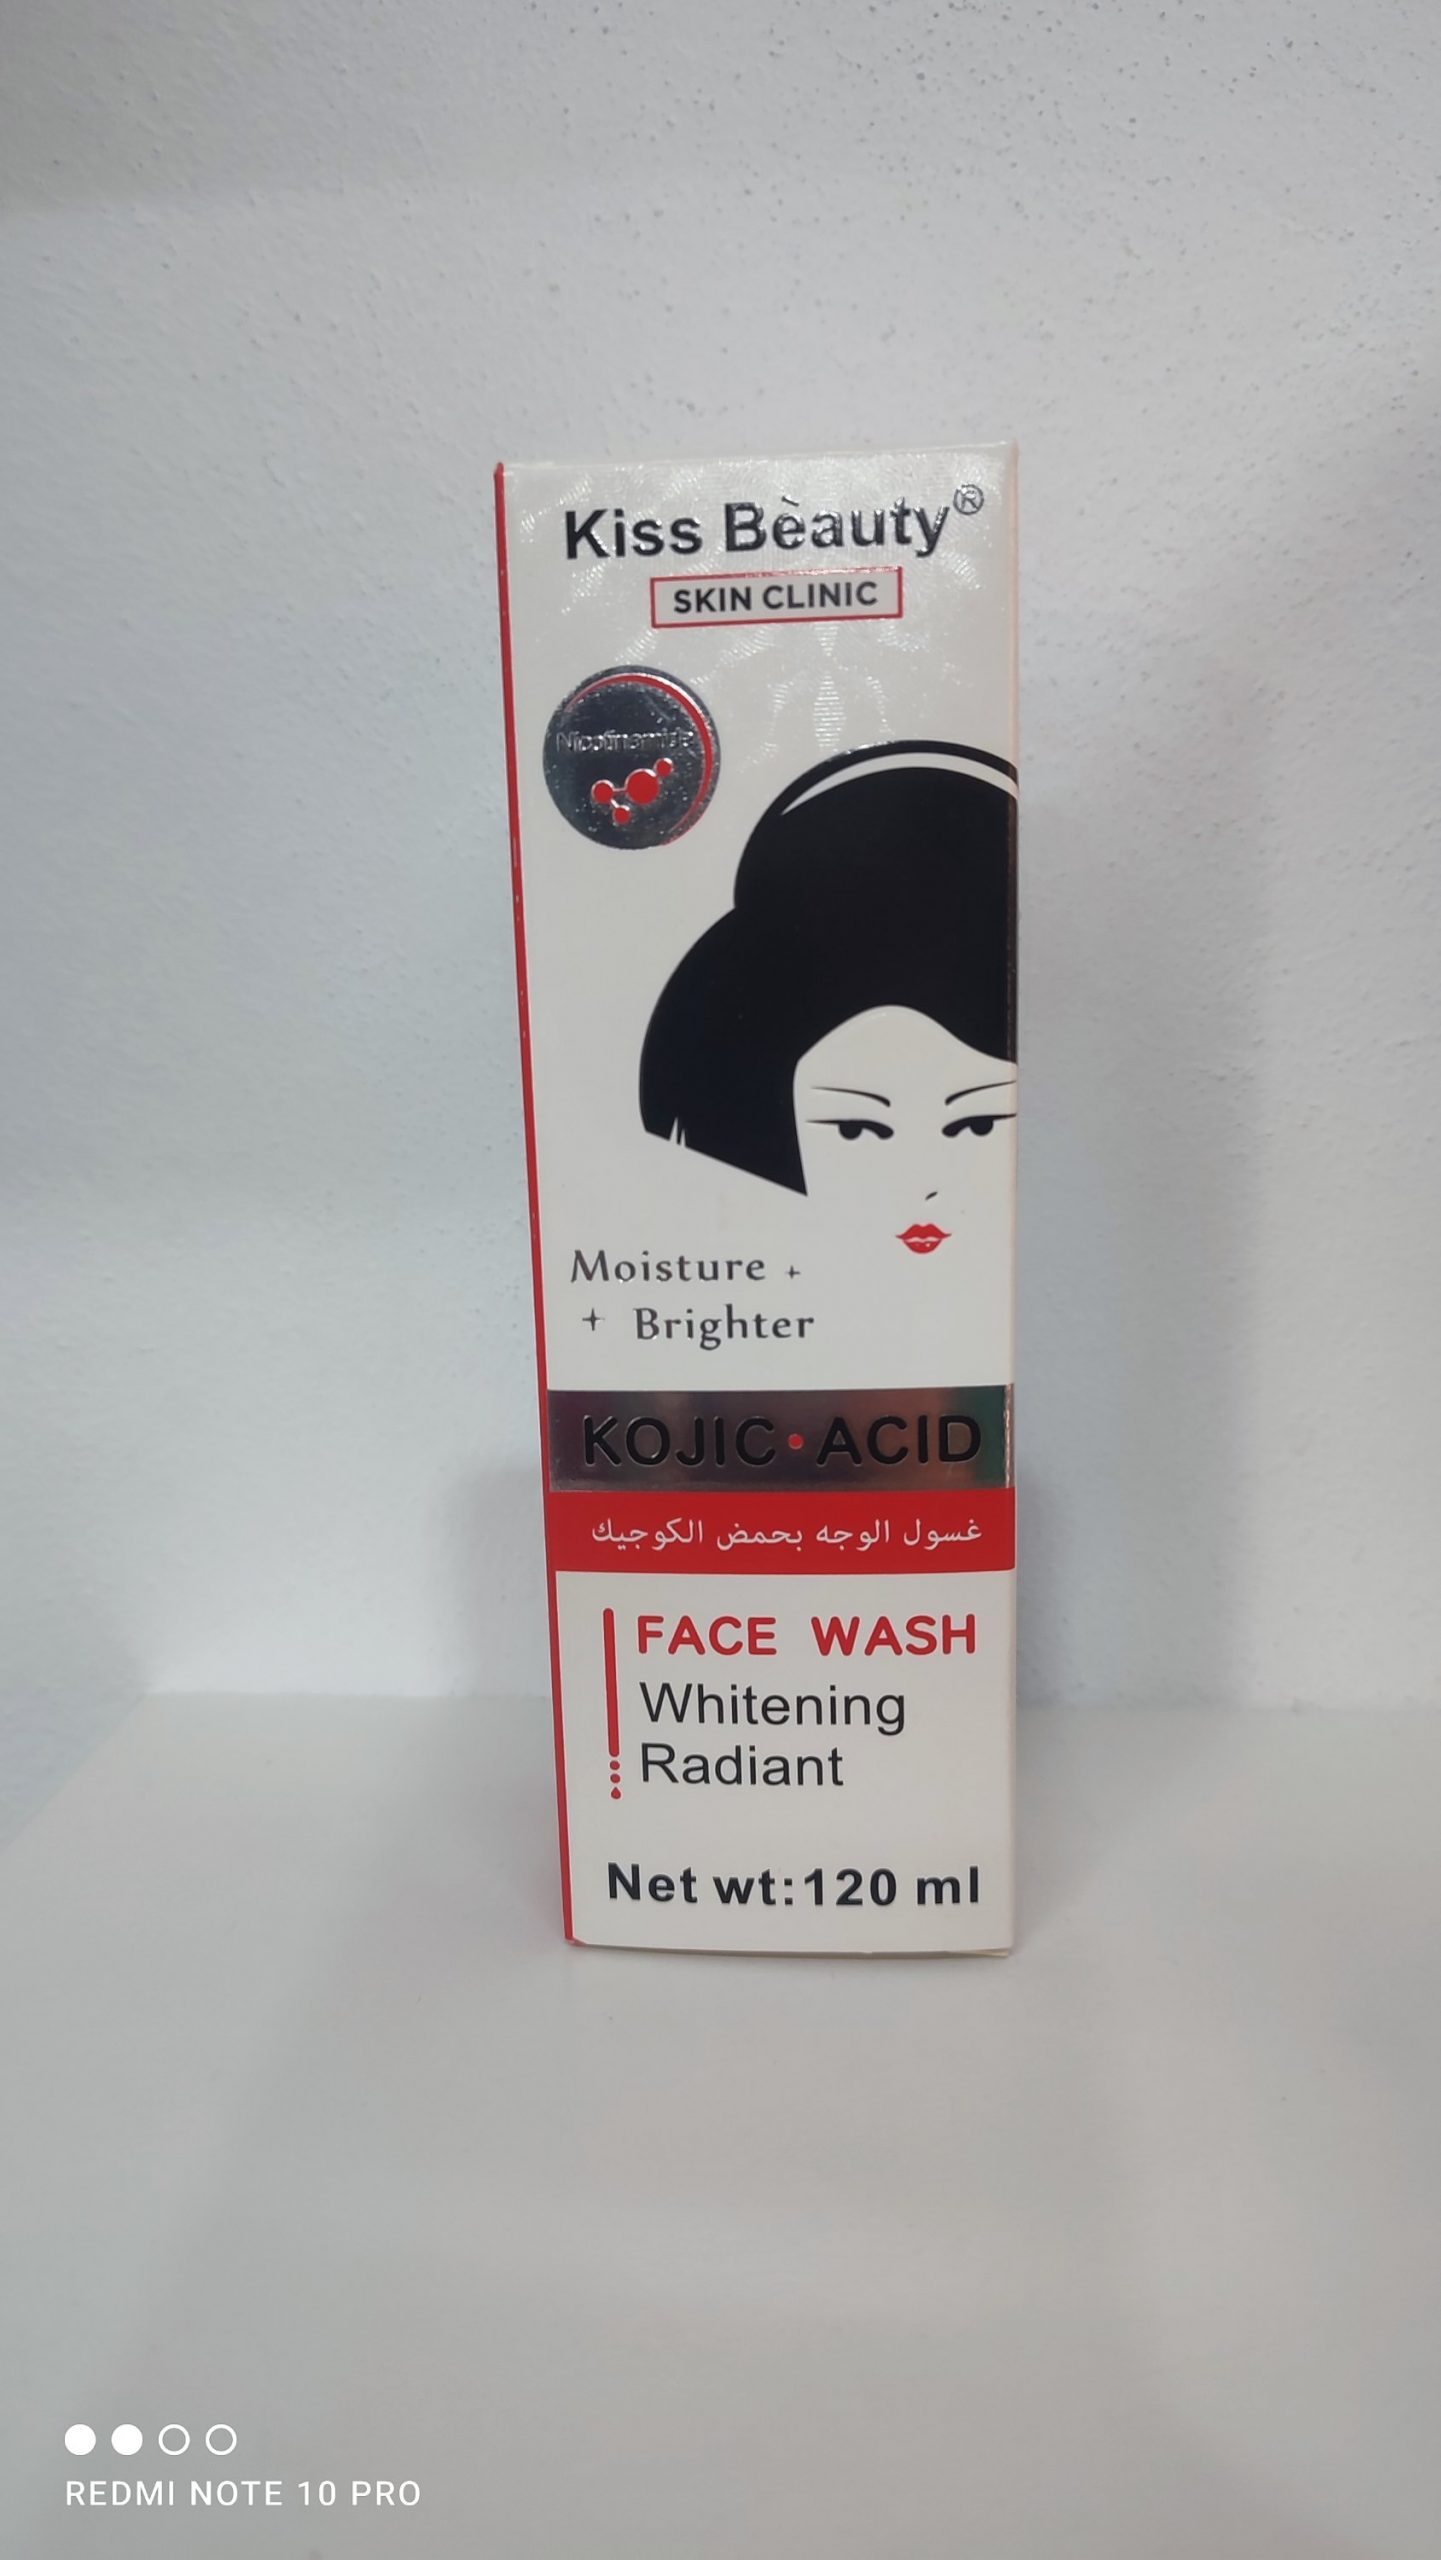 Kiss Bèauty®
SKIN CLINIC
Nicotinamide
Moisture
Brighter
KOJIC • ACID
غسول الوجه بحمض الكوجيك
FACE WASH
Whitening
Radiant
Net wt:120 ml
REDMI NOTE 10 PRO